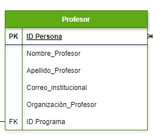 Profesor
PK ID Persona
Nombre_Profesor
Apellido_Profesor
Correo_institucional
Organización_Profesor
FK ID Programa